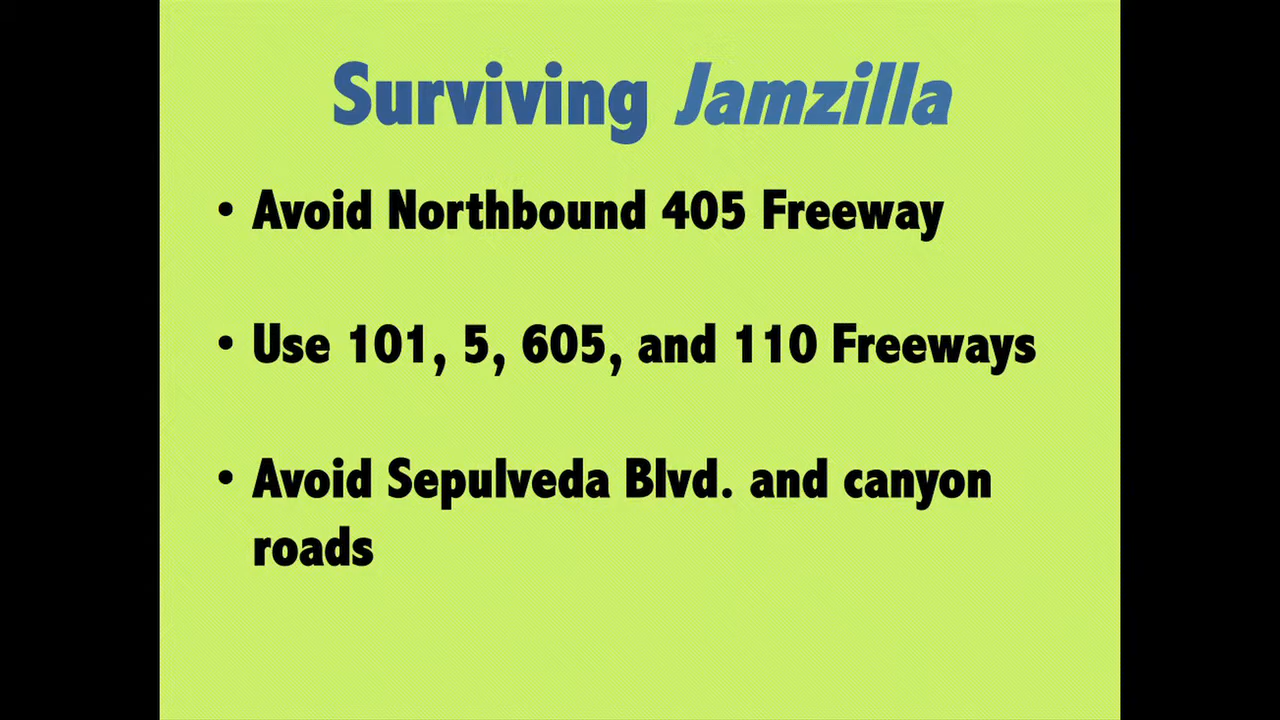 Surviving Jamzilla
• Avoid Northbound 405 Freeway
• Use 101, 5, 605, and 110 Freeways
• Avoid Sepulveda Blvd. and canyon
roads